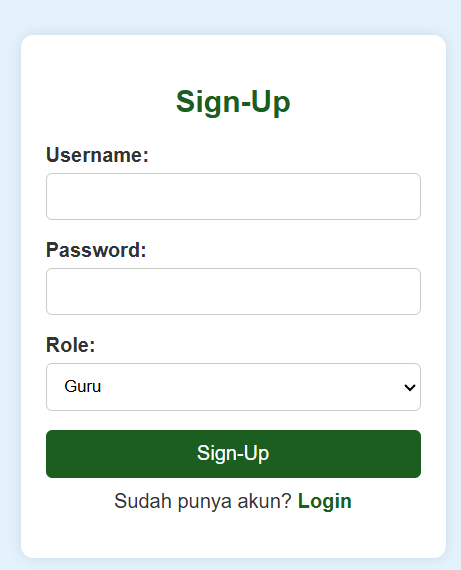 Sign-Up
Username:
Password:
Role:
Guru
Sign-Up
Sudah punya akun? Login